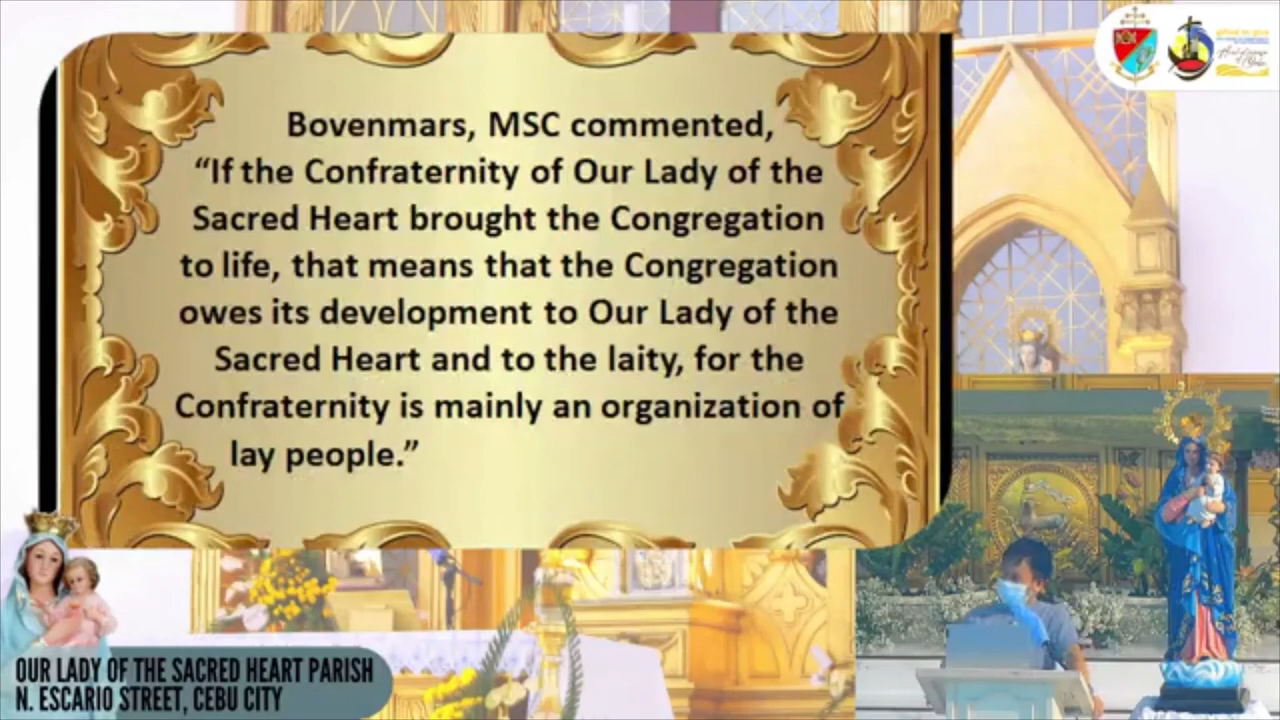 Bovenmars, MSC commented,
“If the Confraternity of Our Lady of the
Sacred Heart brought the Congregation
to life, that means that the Congregation
owes its development to Our Lady of the
Sacred Heart and to the laity, for the
Confraternity is mainly an organization of
lay people.”
OUR LADY OF THE SACRED HEART PARISH
N. ESCARIO STREET, CEBU CITY
gifted to give